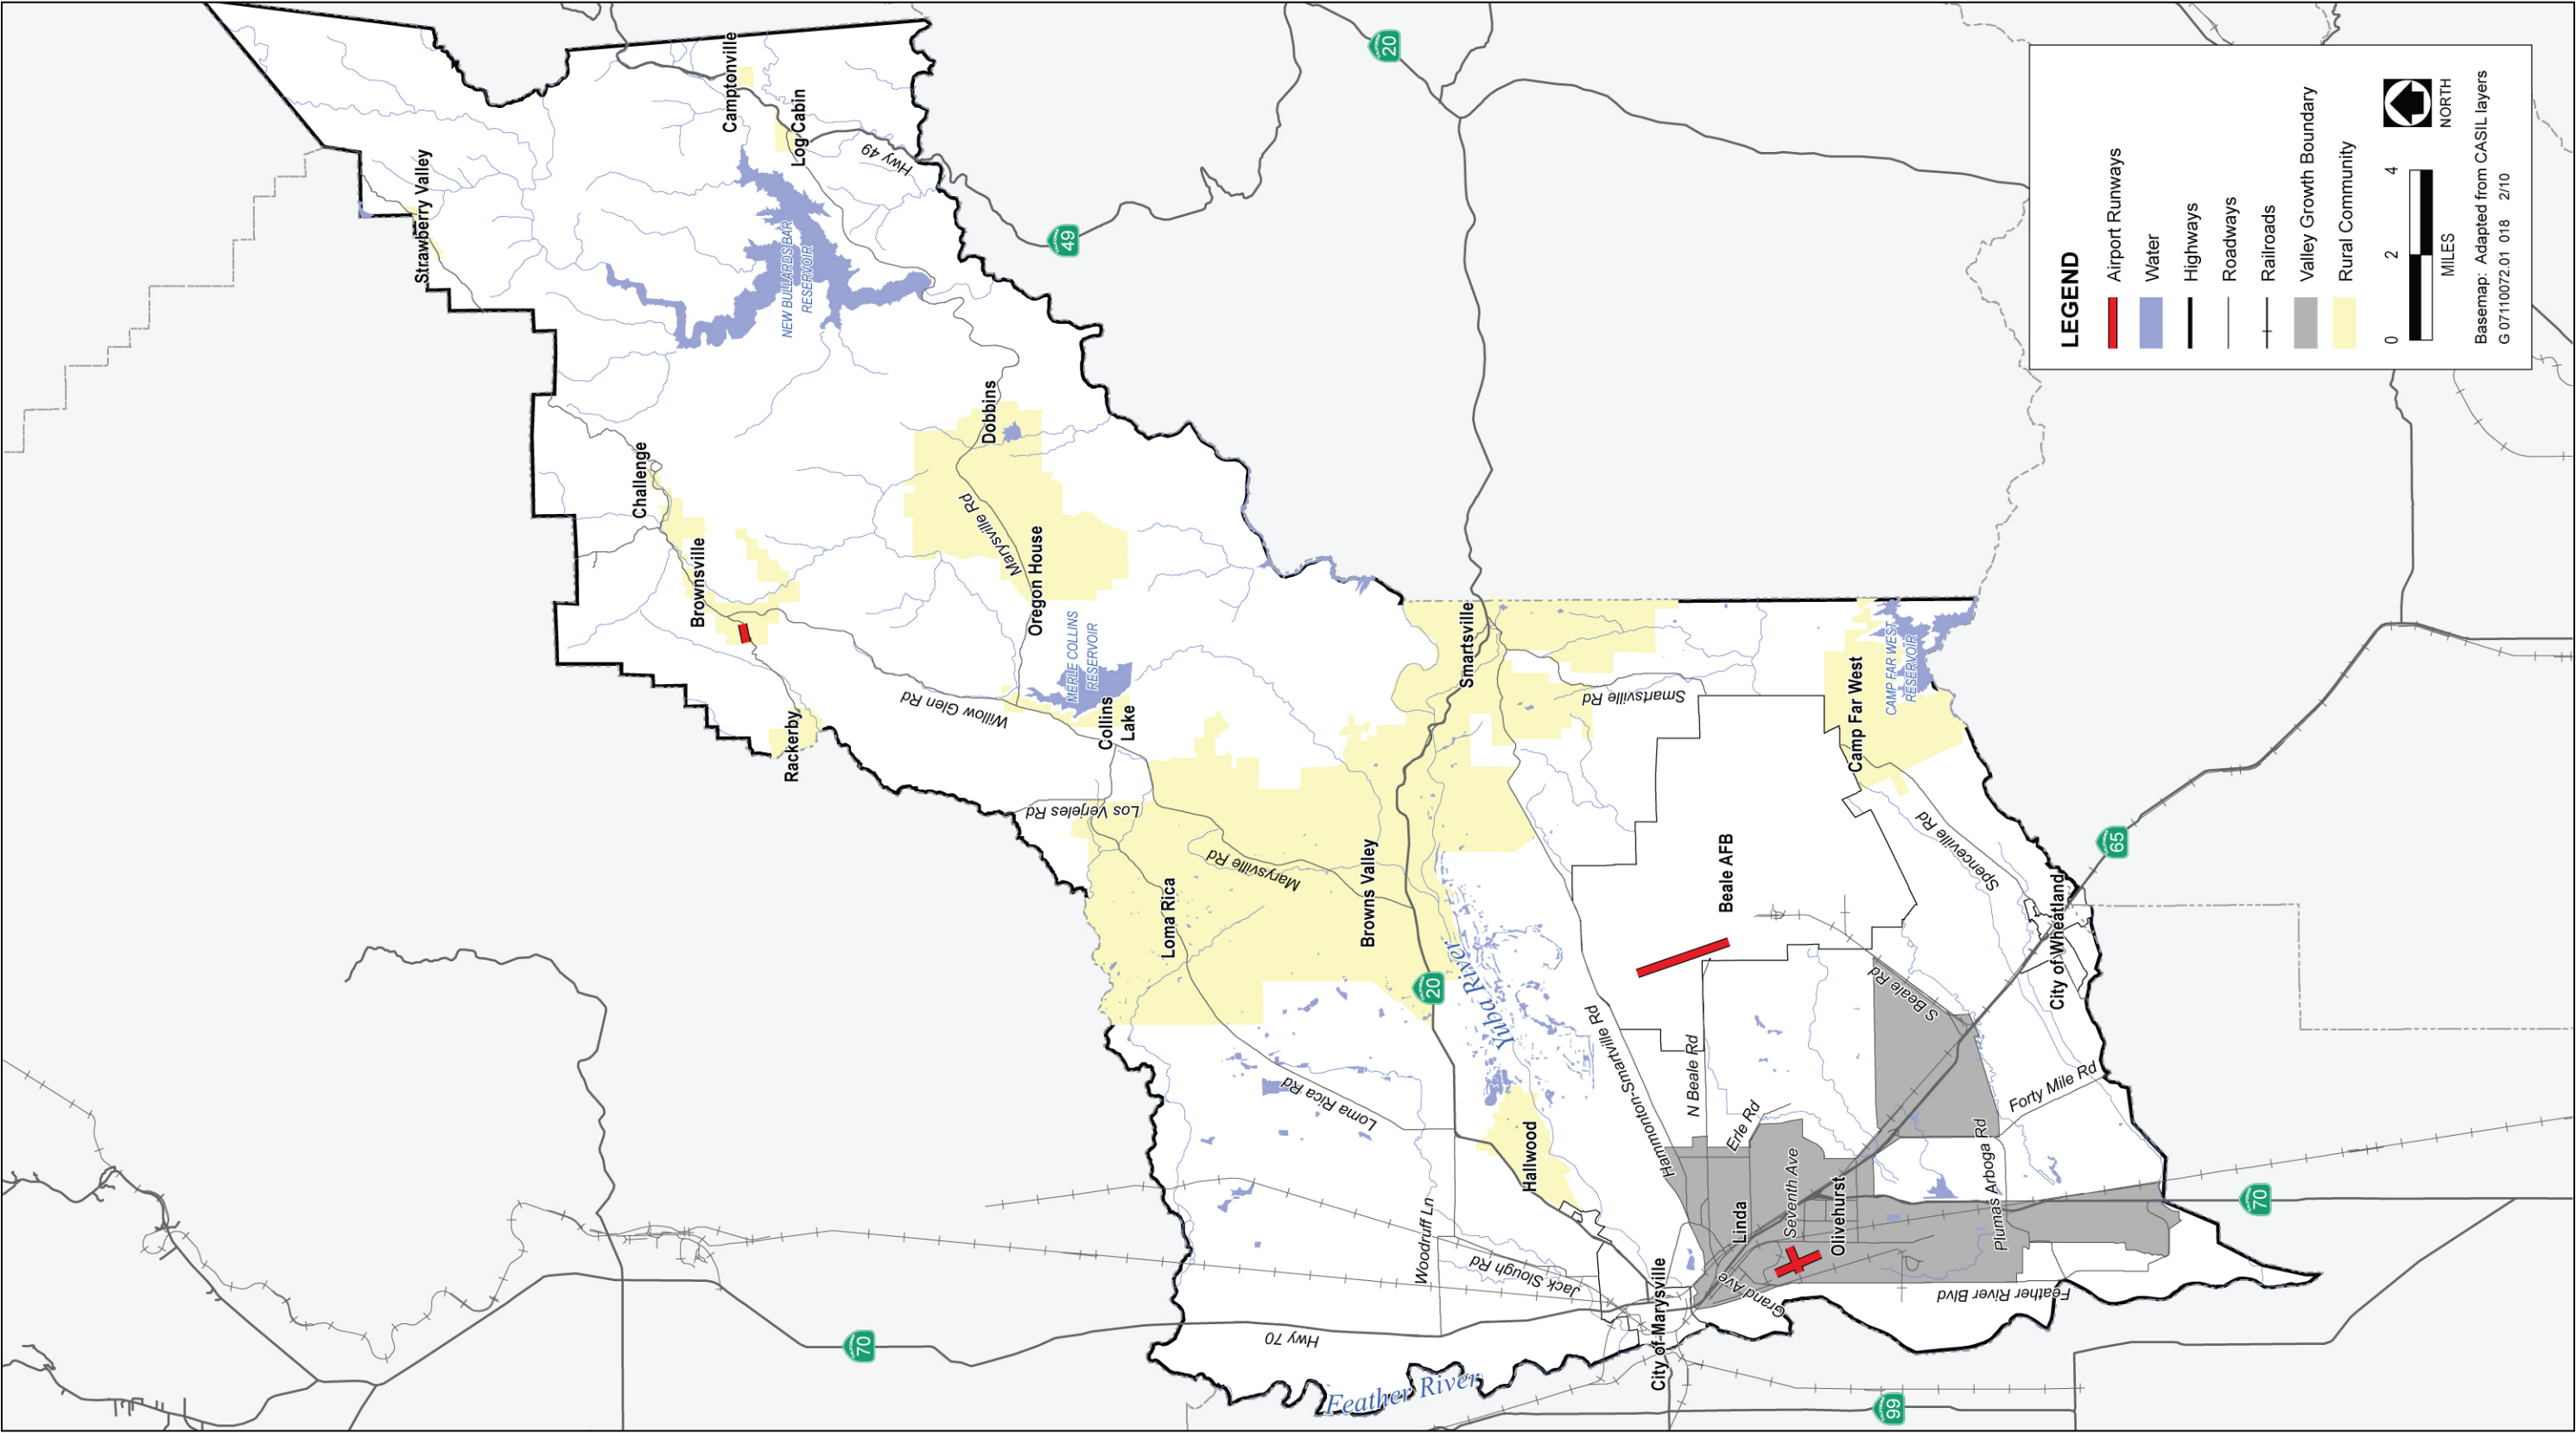 Strawberry Valley
Camptonville
Log Cabin
Hwy 49
NEW BULLARDS BAR
RESERVOIR
49
20
Challenge
Brownsville
Rackerby
Dobbins
Marysville Rd
Oregon House
MERLE COLLINS
RESERVOIR
Collins
Lake
Willow Glen Rd
Los Verjeles Rd
Loma Rica
Marysville Rd
Browns Valley
Smartsville
Smartsville Rd
Camp Far West
CAMP FAR WEST
RESERVOIR
Beale AFB
Spenceville Rd
65
City of Wheatland
20
Yuba River
Hammonton-Smartville Rd
N Beale Rd
S Beale Rd
Forty Mile Rd
Loma Rica Rd
Hallwood
Erle Rd
Linda
Seventh Ave
Olivehurst
Plumas Arboga Rd
Woodruff Ln
Jack Slough Rd
Grand Ave
Feather River Blvd
City of Marysville
Hwy 70
Feather River
70
70
99
LEGEND
Airport Runways
Water
Highways
Roadways
Railroads
Valley Growth Boundary
Rural Community
0 2 4
MILES
NORTH
Basemap: Adapted from CASIL layers
G 07110072.01 018 2/10